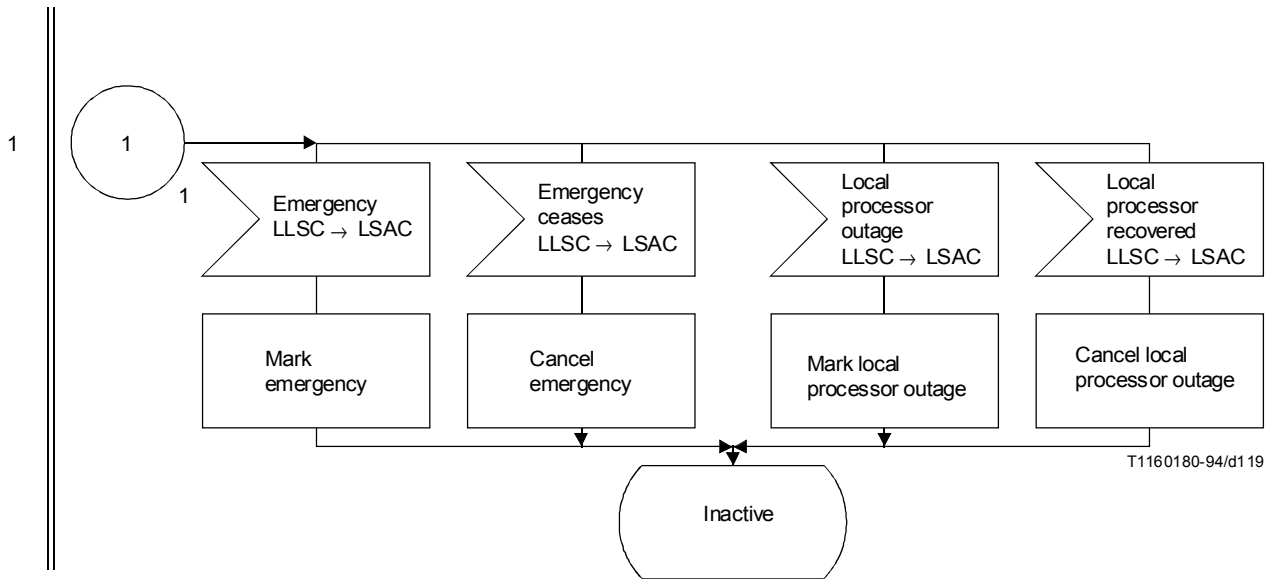 1
1
1
Emergency
LLSC → LSAC
Emergency
ceases
LLSC → LSAC
Local
processor
outage
LLSC → LSAC
Local
processor
recovered
LLSC → LSAC
Mark
emergency
Cancel
emergency
Mark local
processor outage
Cancel local
processor outage
T1160180-94/d119
Inactive